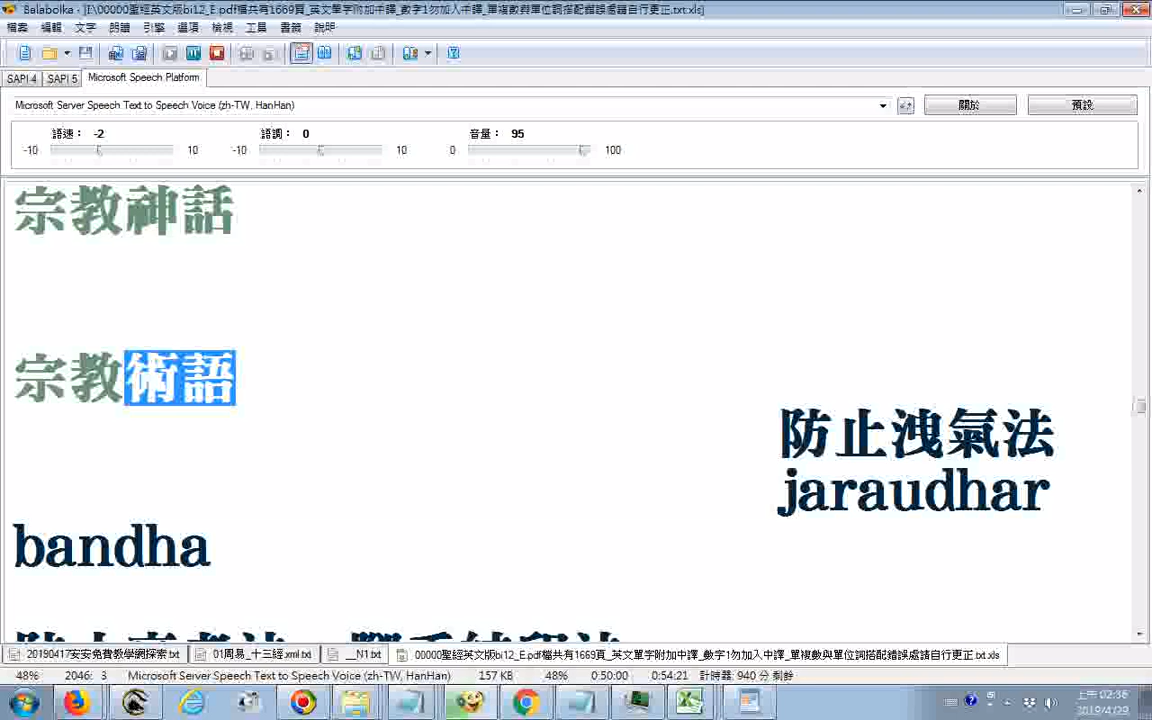 Balabolka - [I:\00000聖經英文版bi12_E.pdf檔共有1669頁_英文單字附加中譯_數字1勿加入中譯_單複數與單位詞搭配錯誤處請自行更正.txt.xls]
檔案 編輯 文字 朗讀 引擎 選項 檢視 工具 書籤 說明
SAPI 4 SAPI 5 Microsoft Speech Platform
Microsoft Server Speech Text to Speech Voice (zh-TW, HanHan) 關於 預設
語速： -2 語調： 0 音量： 95
-10 10 -10 10 0 100
宗教神話
宗教術語
防止洩氣法
jaraudhar
bandha
20190417安安免費教學網探索.txt 01周易_十三經.xml.txt __N1.txt 00000聖經英文版bi12_E.pdf檔共有1669頁_英文單字附加中譯_數字1勿加入中譯_單複數與單位詞搭配錯誤處請自行更正.txt.xls
48% 2046: 3 Microsoft Server Speech Text to Speech Voice (zh-TW, HanHan) 157 KB 48% 0:50:00 0:54:21 計時器: 940 分 剩餘
上午 02:36
2019/4/29